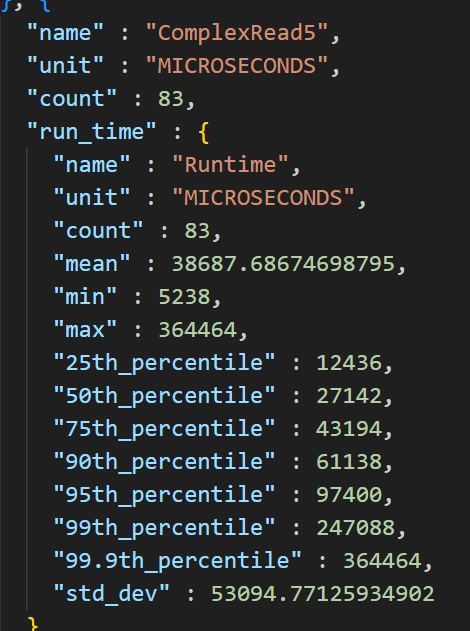 }, {
"name" : "ComplexRead5",
"unit" : "MICROSECONDS",
"count" : 83,
"run_time" : {
"name" : "Runtime",
"unit" : "MICROSECONDS",
"count" : 83,
"mean" : 38687.68674698795,
"min" : 5238,
"max" : 364464,
"25th_percentile" : 12436,
"50th_percentile" : 27142,
"75th_percentile" : 43194,
"90th_percentile" : 61138,
"95th_percentile" : 97400,
"99th_percentile" : 247088,
"99.9th_percentile" : 364464,
"std_dev" : 53094.77125934902
}